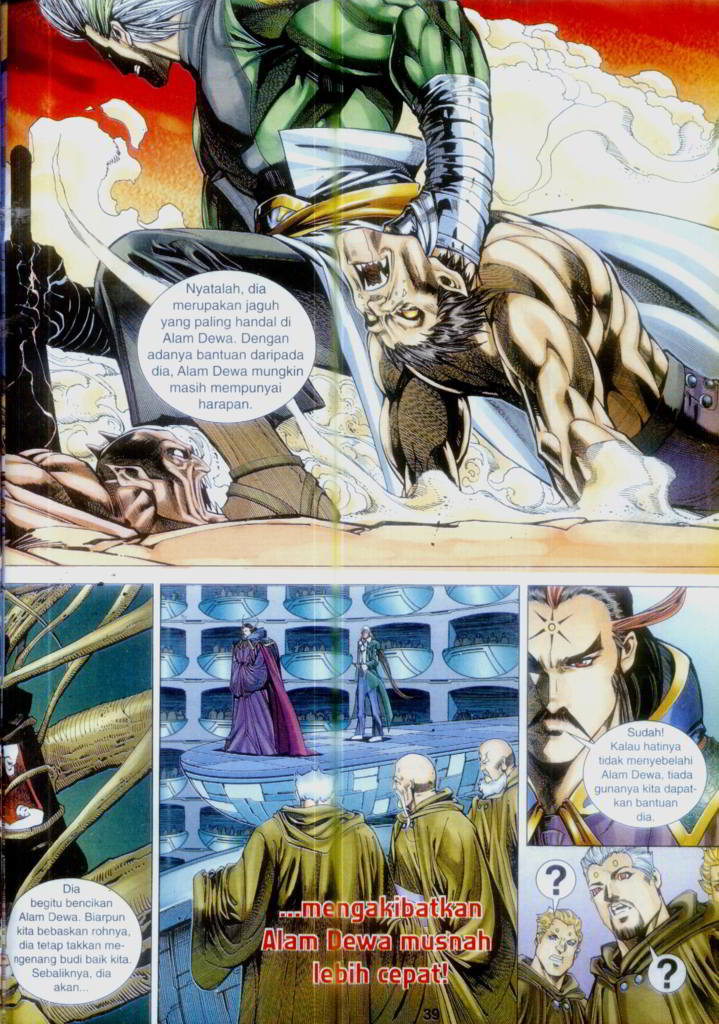 Nyatalah, dia
merupakan jaguh
yang paling handal di
Alam Dewa. Dengan
adanya bantuan daripada
dia, Alam Dewa mungkin
masih mempunyai
harapan.
Dia
begitu bencikan
Alam Dewa. Biarpun
kita bebaskan rohnya,
dia tetap takkan me-
ngenang budi baik kita.
Sebaliknya, dia
akan...
...mengakibatkan
Alam Dewa musnah
lebih cepat!
Sudah!
Kalau hatinya
tidak menyebelahi
Alam Dewa, tiada
gunanya kita dapat-
kan bantuan
dia.
?
?
39